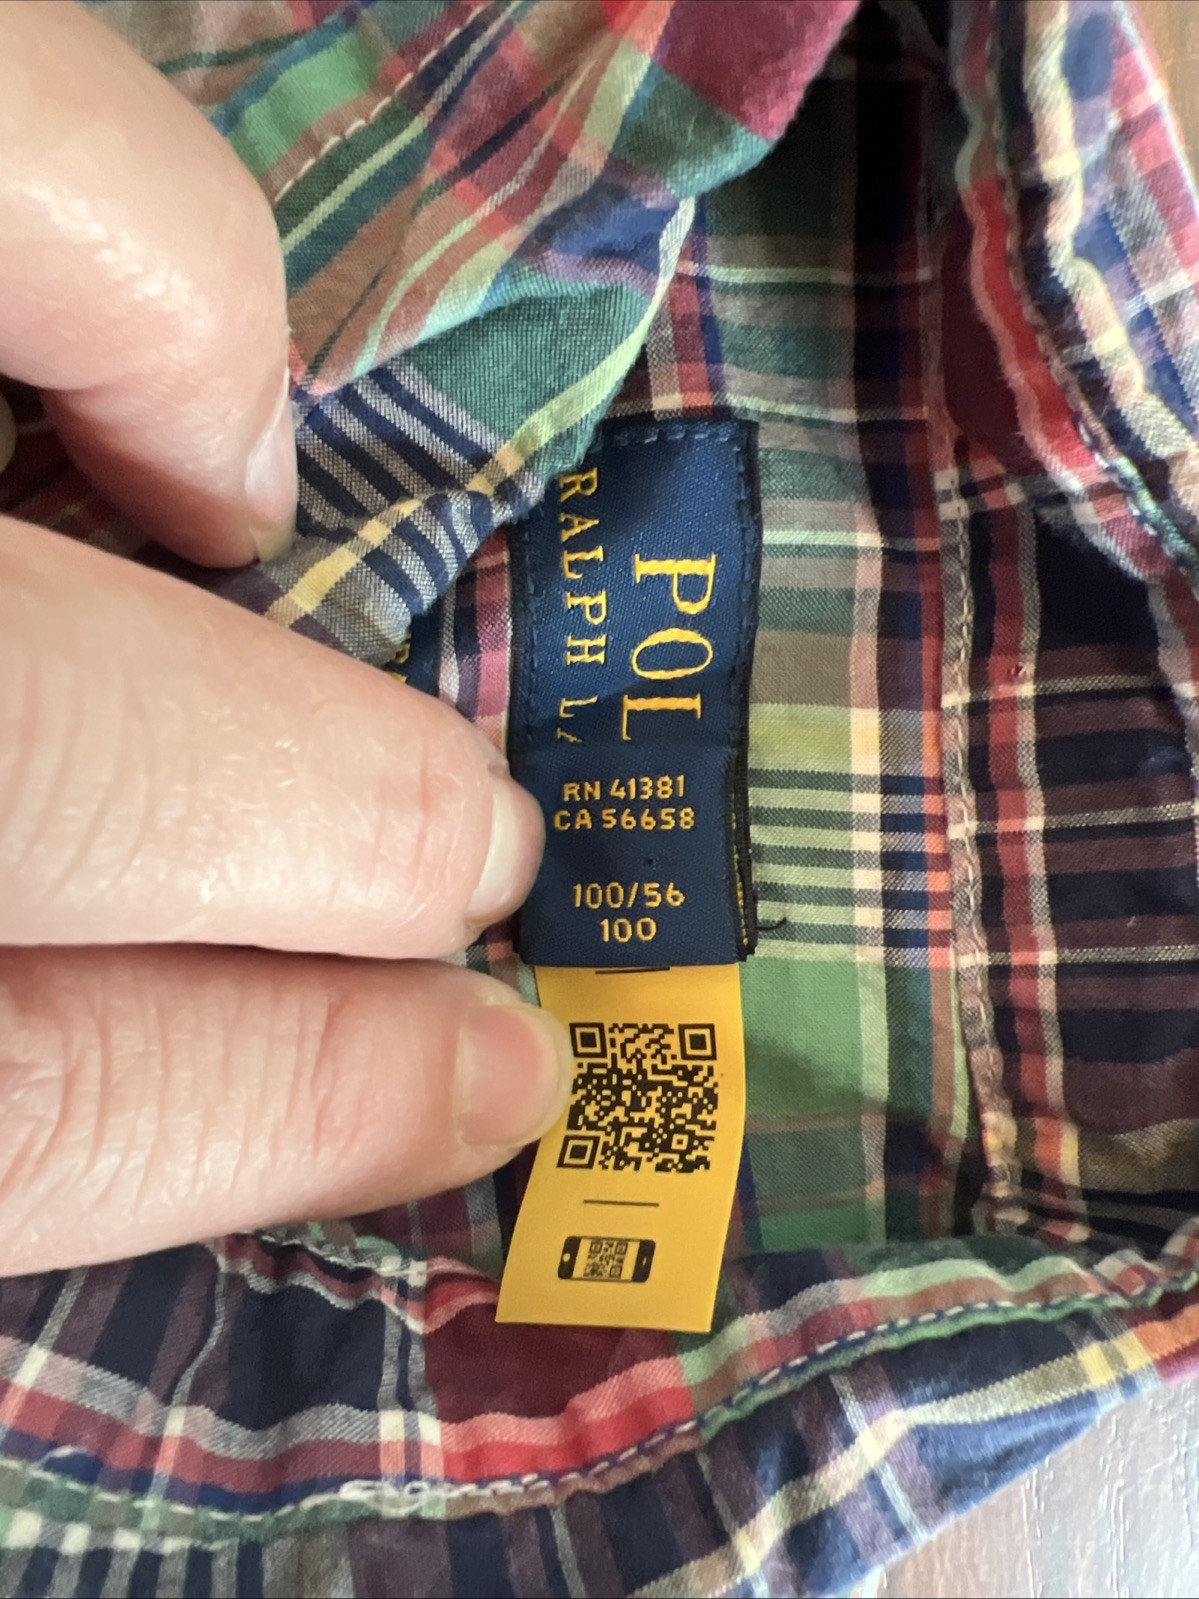 POL
RALPH L
RN 41381
CA 56658
100/56
100